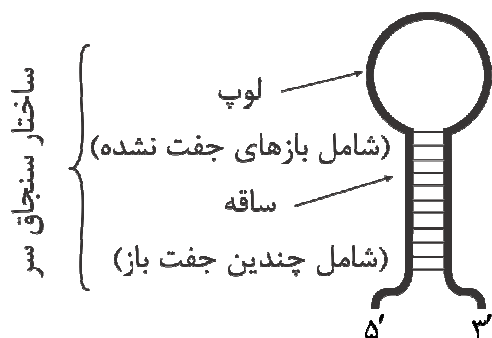 ساختار سنجاق سر
لوپ
(شامل بازهای جفت نشده)
ساقه
(شامل چندین جفت باز)
۵′
۳′